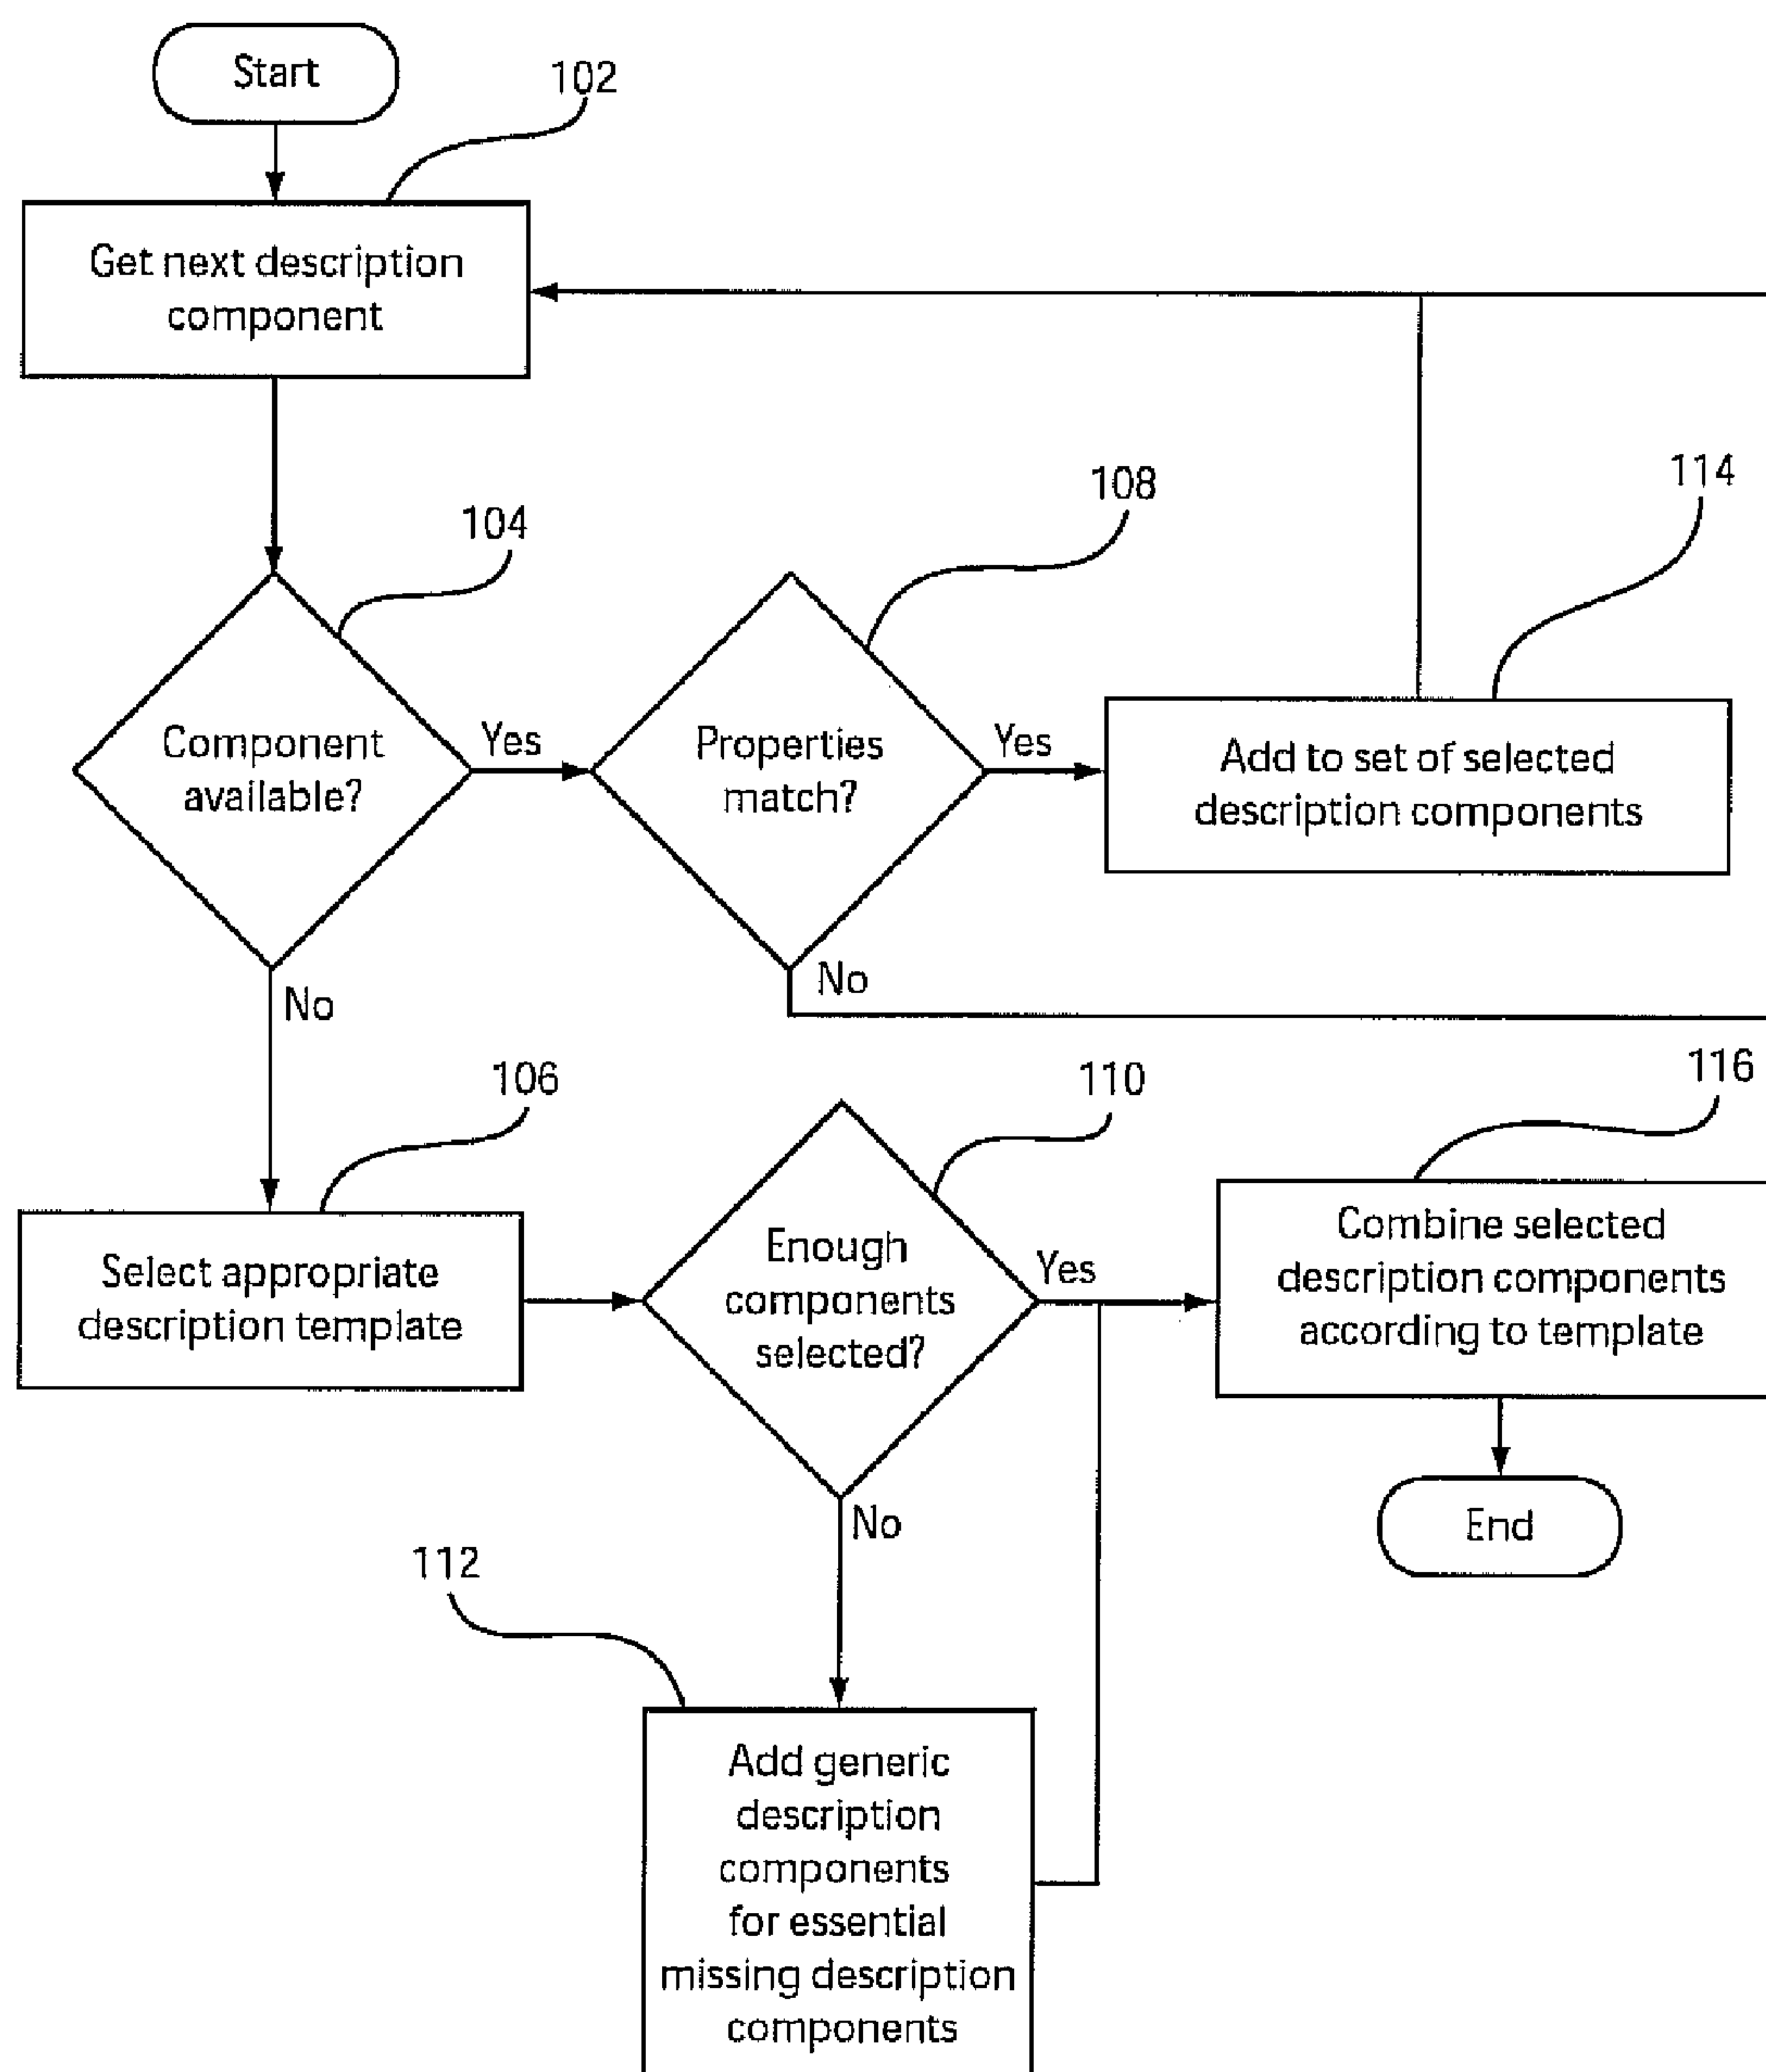 Start
102
Get next description
component
104
108
114
Component
available?
Yes
Properties
match?
Yes
Add to set of selected
description components
No
No
106
110
116
Select appropriate
description template
Enough
components
selected?
Yes
Combine selected
description components
according to template
No
End
112
Add generic
description
components
for essential
missing description
components